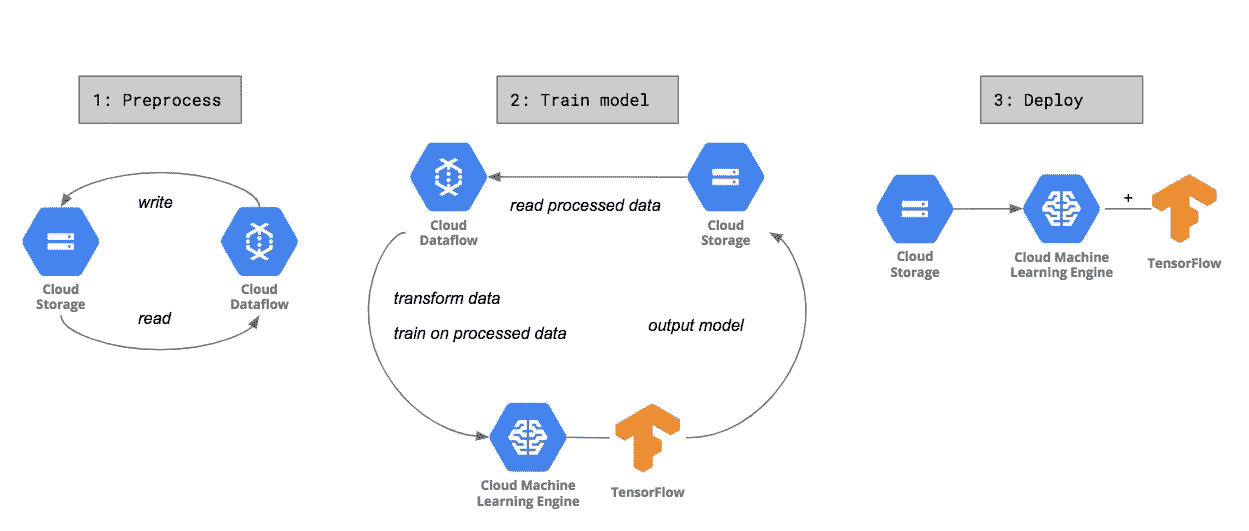 1: Preprocess
write
Cloud
Storage
Cloud
Dataflow
read
2: Train model
Cloud
Dataflow
read processed data
Cloud
Storage
transform data
train on processed data
output model
Cloud Machine
Learning Engine
TensorFlow
3: Deploy
Cloud
Storage
Cloud Machine
Learning Engine
+
TensorFlow